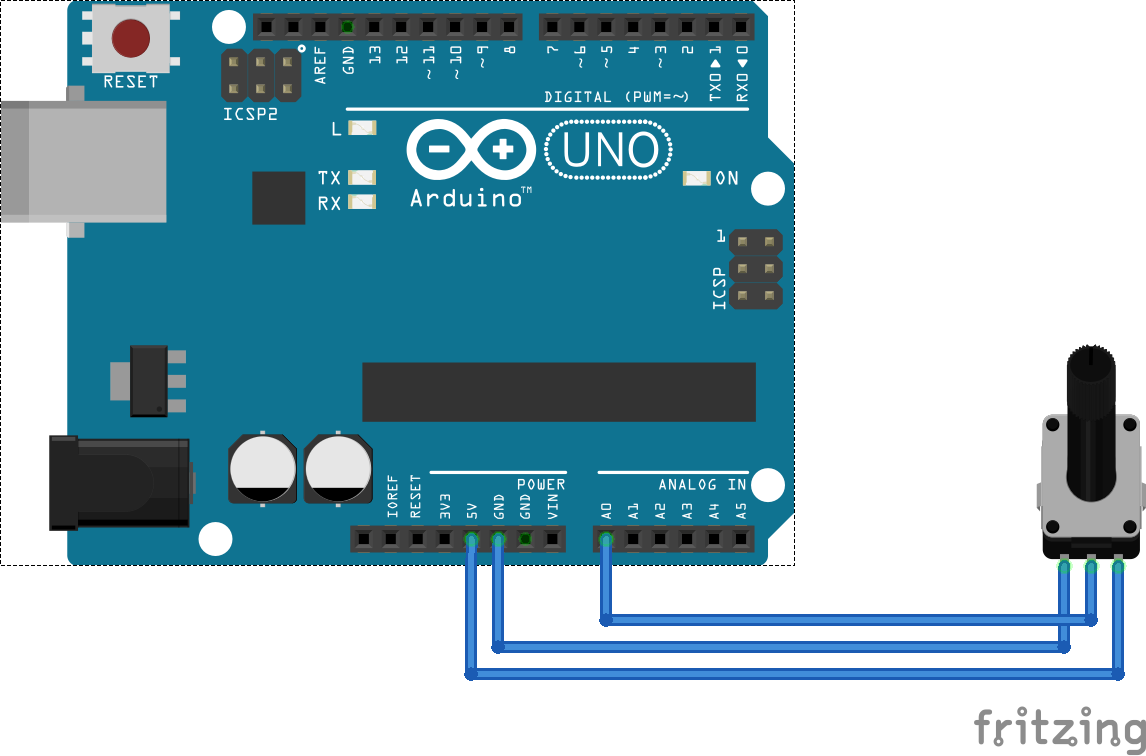 RESET
ICSP2
AREF
GND
13
12
~11
~10
~9
8
7
~6
~5
4
~3
2
TX0▶1
RX0◀0
DIGITAL (PWM=~)
L
TX
RX
UNO
Arduino™
ON
1
ICSP
POWER
ANALOG IN
IOREF
RESET
3V3
5V
GND
GND
VIN
A0
A1
A2
A3
A4
A5
fritzing